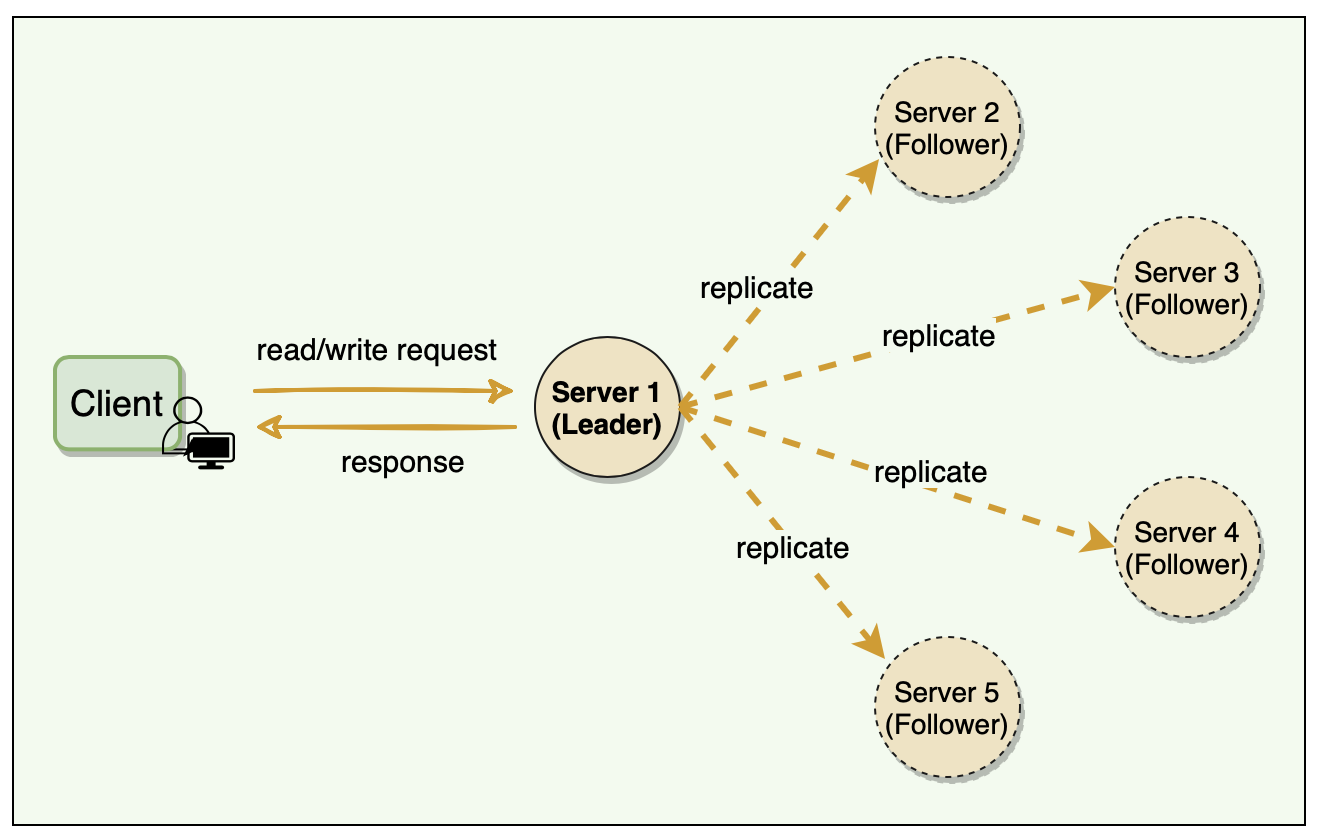 Server 2
(Follower)
Server 3
(Follower)
replicate
replicate
read/write request
Client
Server 1
(Leader)
response
replicate
Server 4
(Follower)
replicate
Server 5
(Follower)